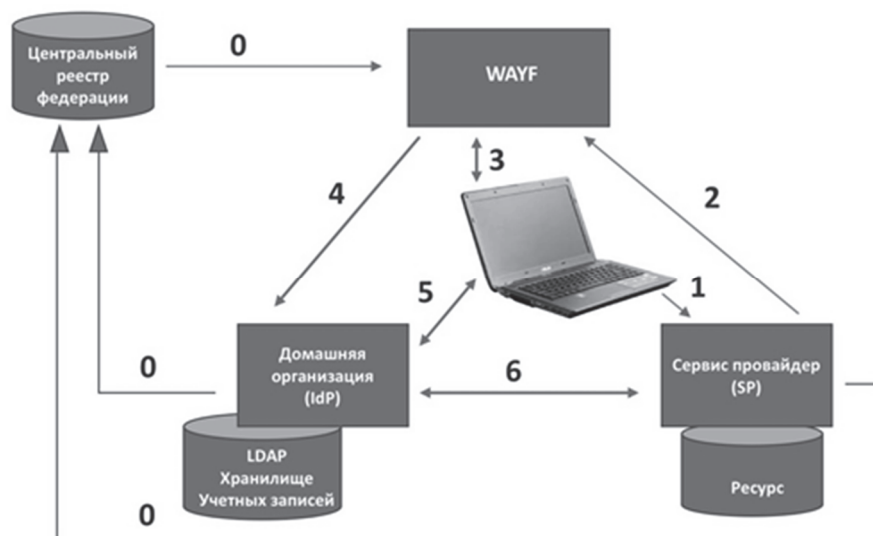 Центральный
реестр
федерации
0
WAYF
3
4
2
5
1
Домашняя
организация
(IdP)
0
6
Сервис провайдер
(SP)
LDAP
Хранилище
Учетных записей
Ресурс
0